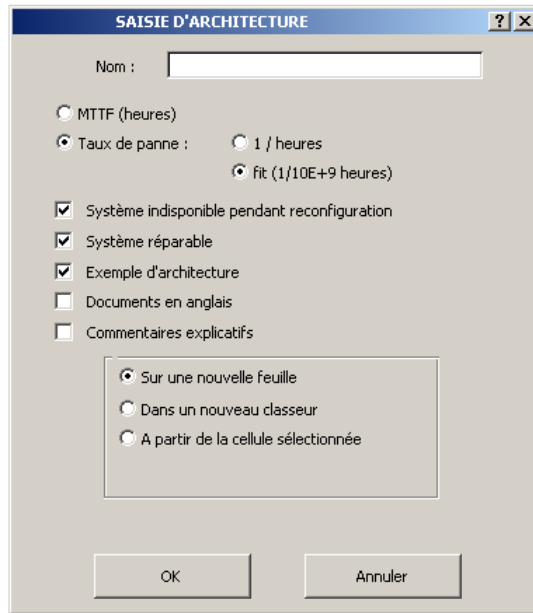 SAISIE D'ARCHITECTURE
Nom :
MTTF (heures)
Taux de panne : 1 / heures
fit (1/10E+9 heures)
Système indisponible pendant reconfiguration
Système réparable
Exemple d'architecture
Documents en anglais
Commentaires explicatifs
Sur une nouvelle feuille
Dans un nouveau classeur
A partir de la cellule sélectionnée
OK Annuler